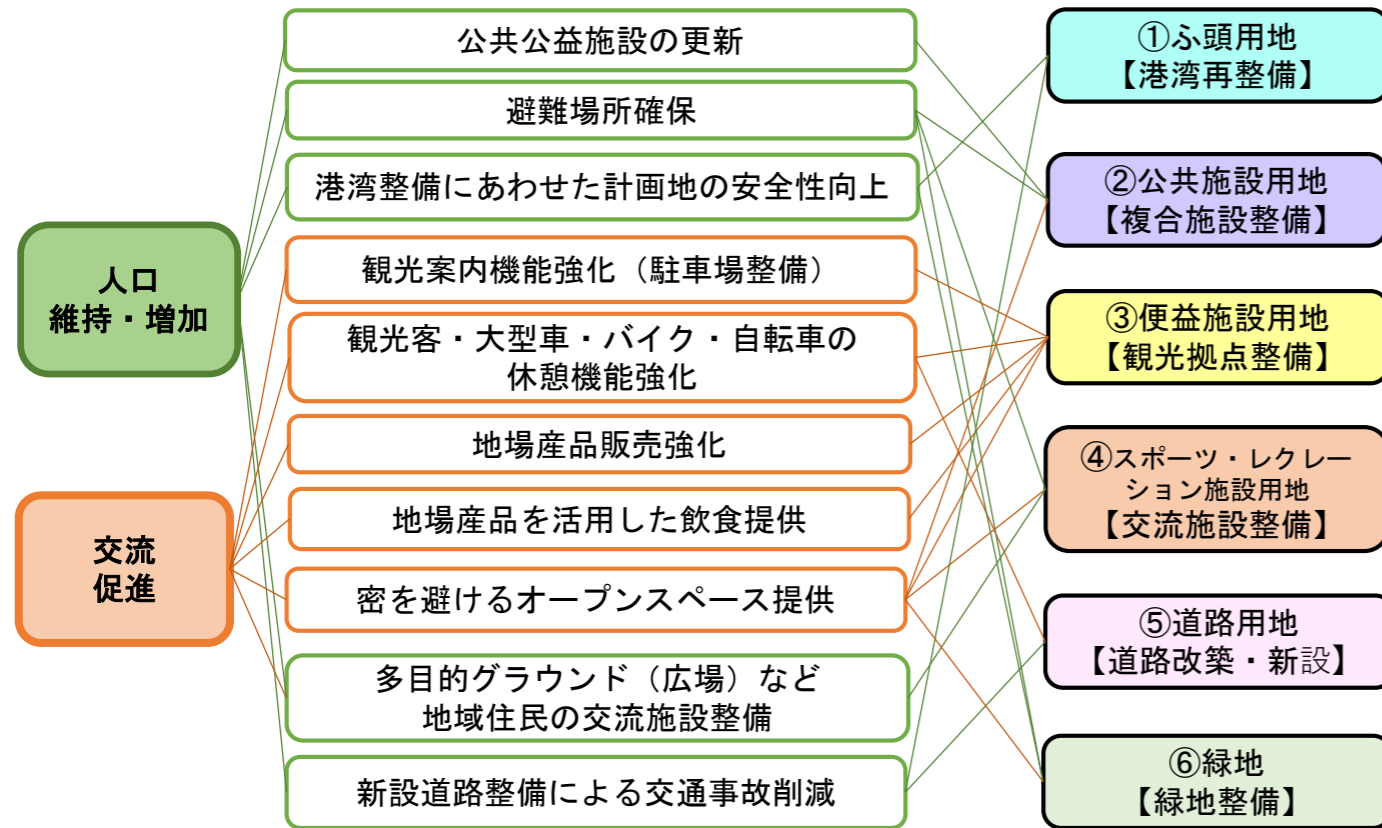 人口
維持・増加
交流
促進
公共公益施設の更新
避難場所確保
港湾整備にあわせた計画地の安全性向上
観光案内機能強化（駐車場整備）
観光客・大型車・バイク・自転車の
休憩機能強化
地場産品販売強化
地場産品を活用した飲食提供
密を避けるオープンスペース提供
多目的グラウンド（広場）など
地域住民の交流施設整備
新設道路整備による交通事故削減
①ふ頭用地
【港湾再整備】
②公共施設用地
【複合施設整備】
③便益施設用地
【観光拠点整備】
④スポーツ・レクレー
ション施設用地
【交流施設整備】
⑤道路用地
【道路改築・新設】
⑥緑地
【緑地整備】